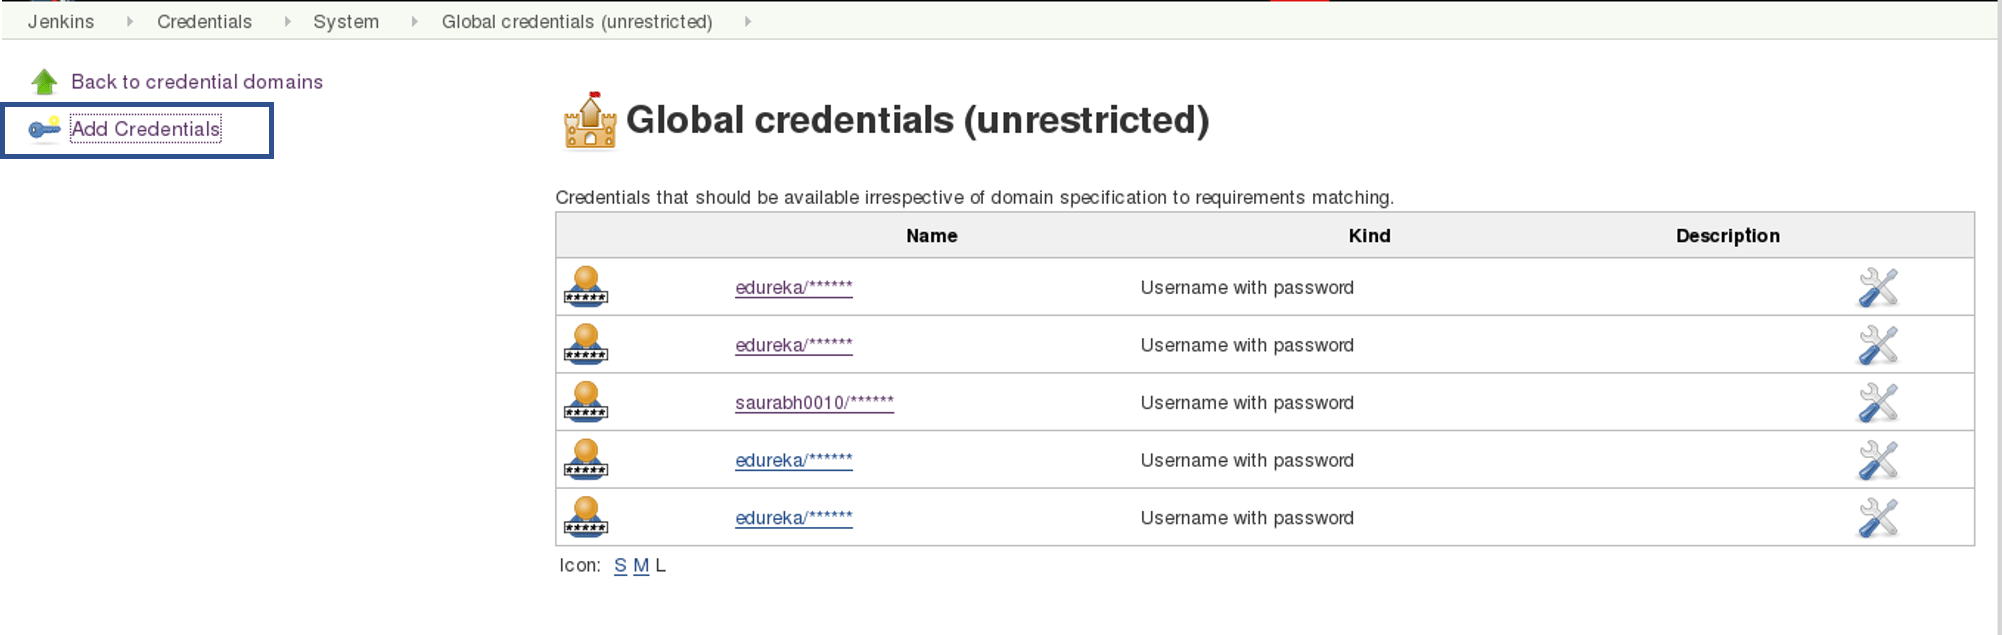 Jenkins Credentials System Global credentials (unrestricted)
Back to credential domains
Add Credentials
Global credentials (unrestricted)
Credentials that should be available irrespective of domain specification to requirements matching.
Name Kind Description
***** edureka/****** Username with password
***** edureka/****** Username with password
***** saurabh0010/****** Username with password
***** edureka/****** Username with password
***** edureka/****** Username with password
Icon: S M L